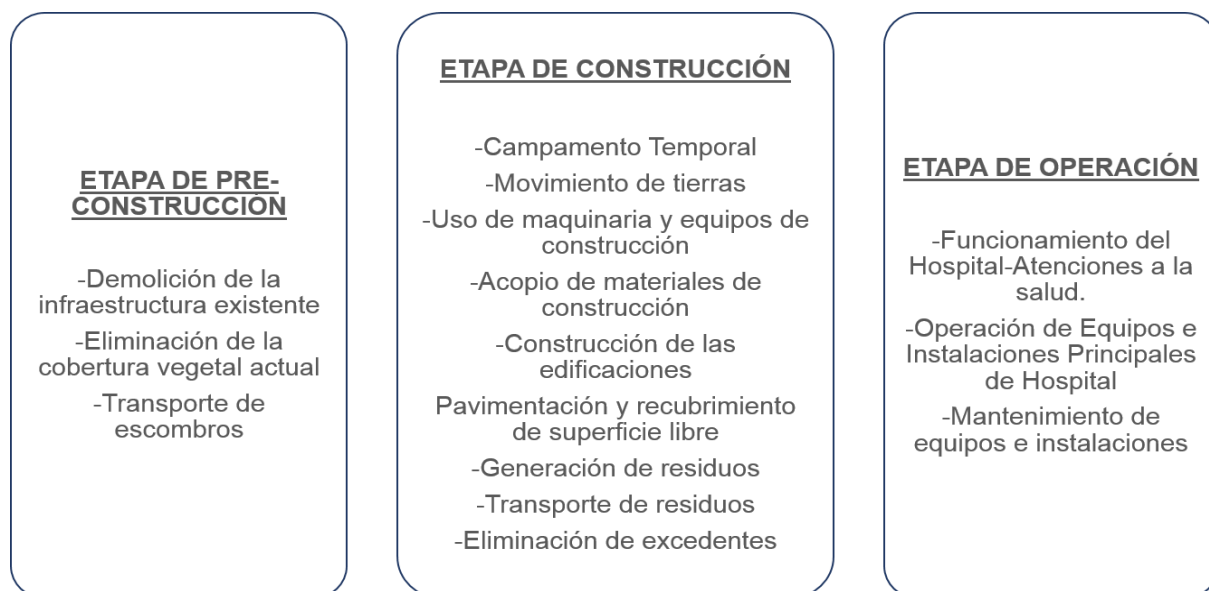 ETAPA DE PRE-
CONSTRUCCIÓN
-Demolición de la
infraestructura existente
-Eliminación de la
cobertura vegetal actual
-Transporte de
escombros
ETAPA DE CONSTRUCCIÓN
-Campamento Temporal
-Movimiento de tierras
-Uso de maquinaria y equipos de
construcción
-Acopio de materiales de
construcción
-Construcción de las
edificaciones
Pavimentación y recubrimiento
de superficie libre
-Generación de residuos
-Transporte de residuos
-Eliminación de excedentes
ETAPA DE OPERACIÓN
-Funcionamiento del
Hospital-Atenciones a la
salud.
-Operación de Equipos e
Instalaciones Principales
de Hospital
-Mantenimiento de
equipos e instalaciones